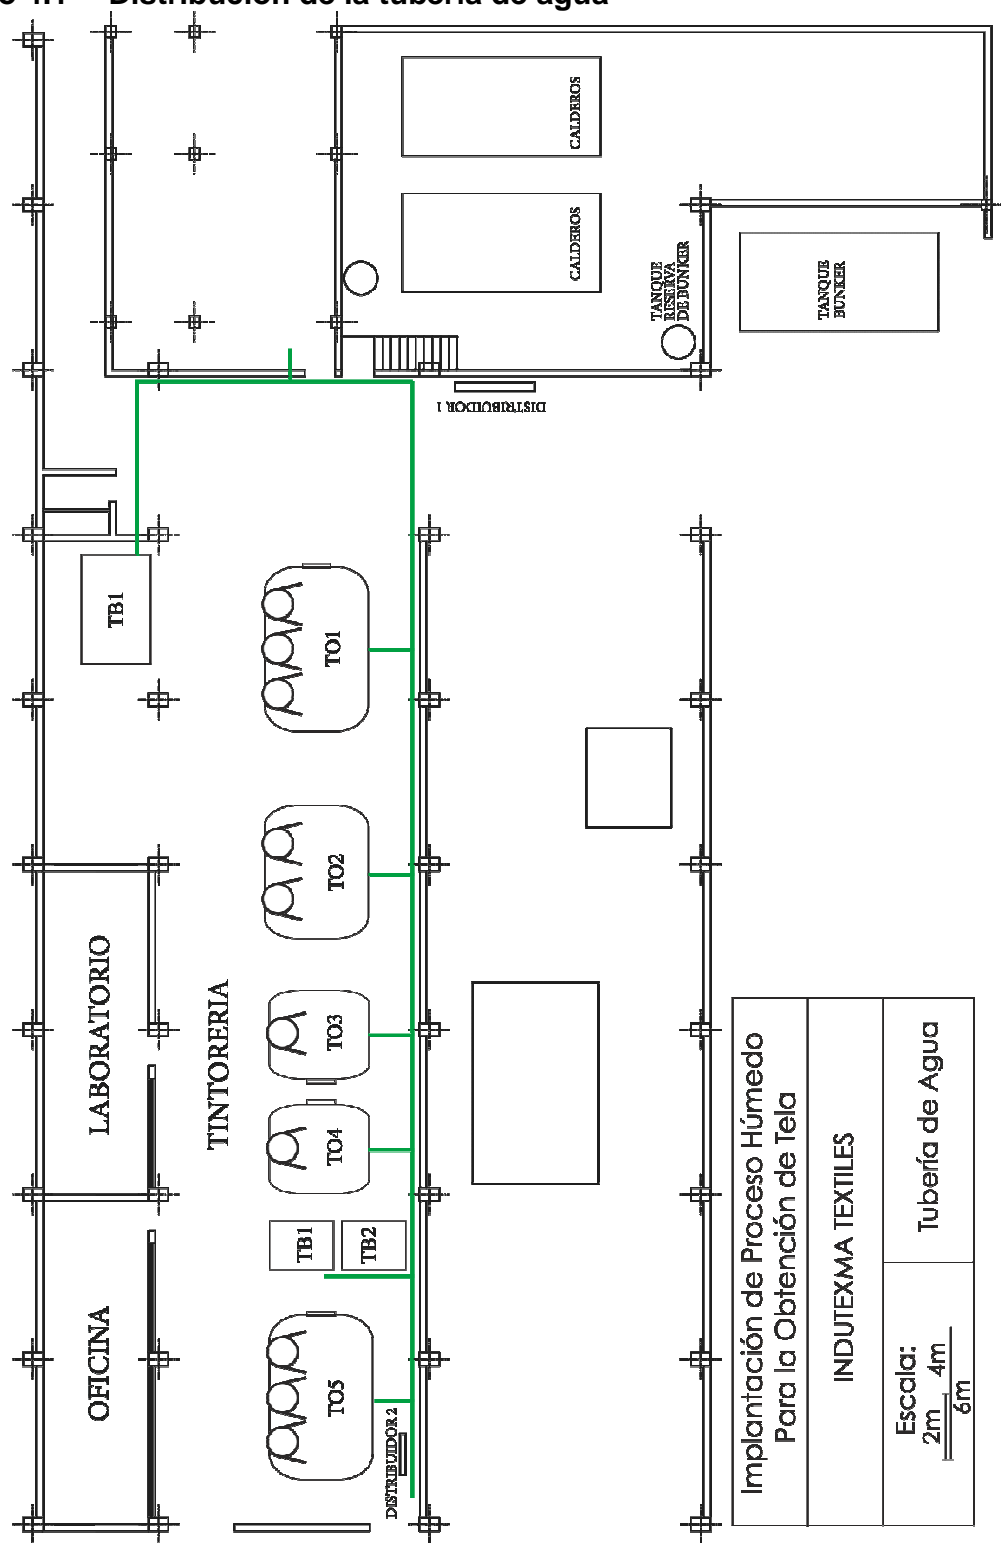 Distribución de la tubería de agua
CALDEROS
CALDEROS
TANQUE
RESERVA
DE BUNKER
TANQUE
BUNKER
DISTRIBUIDOR 1
TB1
TO1
TO2
LABORATORIO
TINTORERIA
TO3
TO4
TB1
TB2
OFICINA
TO5
DISTRIBUIDOR 2
Implantación de Proceso Húmedo
Para la Obtención de Tela
INDUTEXMA TEXTILES
Escala:
2m 4m
6m
Tubería de Agua